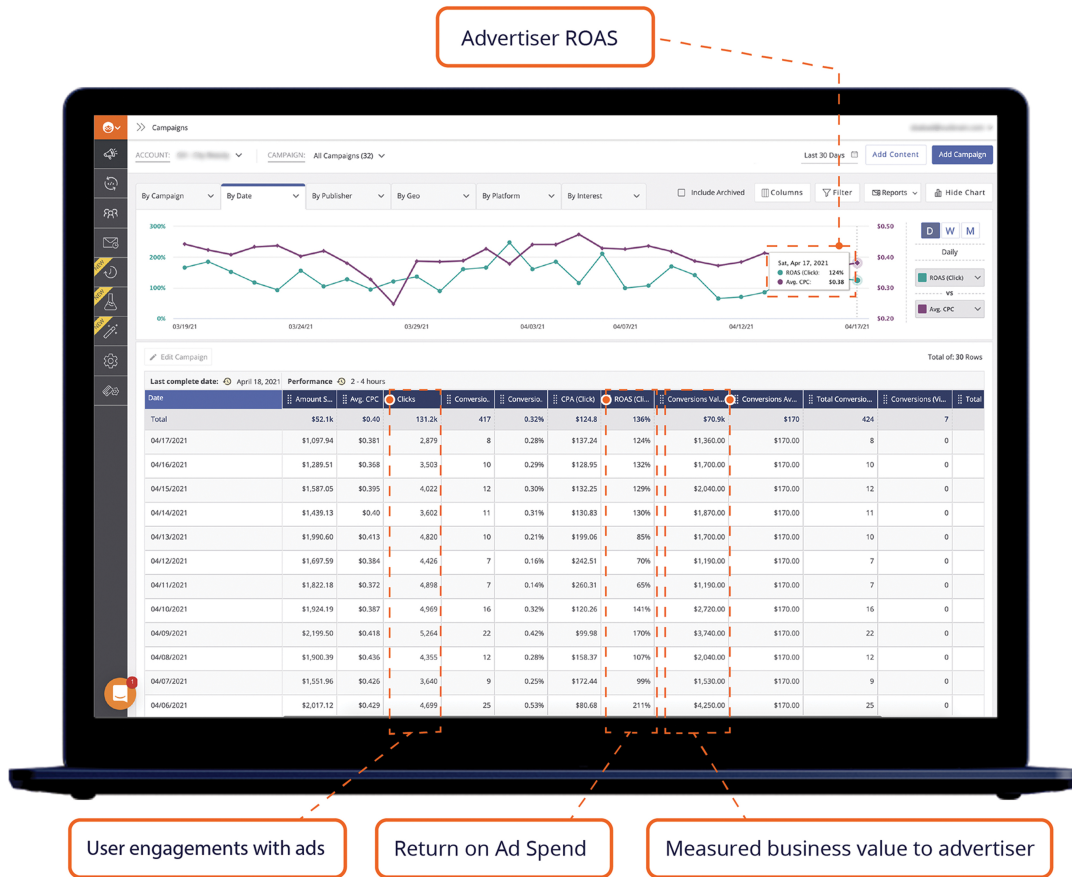 Advertiser ROAS
Campaigns
ACCOUNT: CAMPAIGN: All Campaigns (32) Last 30 Days Add Content Add Campaign
By Campaign By Date By Publisher By Geo By Platform By Interest Include Archived Columns Filter Reports Hide Chart
300% $0.50 D W M
200% $0.40 Daily
100% $0.30 ROAS (Click)
vs
0% $0.20 Avg. CPC
Sat, Apr 17, 2021
ROAS (Click): 124%
Avg. CPC: $0.38
03/19/21 03/24/21 03/29/21 04/03/21 04/07/21 04/12/21 04/17/21
NEW
NEW
NEW
Edit Campaign Total of: 30 Rows
Last complete date: April 18, 2021 Performance 2 - 4 hours
Date Amount S... Avg. CPC Clicks Conversio.. Conversio.. CPA (Click) ROAS (Cli... Conversions Val... Conversions Av... Total Conversio... Conversions (Vi... Total
Total $52.1k $0.40 131.2k 417 0.32% $124.8 136% $70.9k $170 424 7
04/17/2021 $1,097.94 $0.381 2,879 8 0.28% $137.24 124% $1,360.00 $170.00 8 0
04/16/2021 $1,289.51 $0.368 3,503 10 0.29% $128.95 132% $1,700.00 $170.00 10 0
04/15/2021 $1,587.05 $0.395 4,022 12 0.30% $132.25 129% $2,040.00 $170.00 12 0
04/14/2021 $1,439.13 $0.40 3,602 11 0.31% $130.83 130% $1,870.00 $170.00 11 0
04/13/2021 $1,990.60 $0.413 4,820 10 0.21% $199.06 85% $1,700.00 $170.00 10 0
04/12/2021 $1,697.59 $0.384 4,426 7 0.16% $242.51 70% $1,190.00 $170.00 7 0
04/11/2021 $1,822.18 $0.372 4,898 7 0.14% $260.31 65% $1,190.00 $170.00 7 0
04/10/2021 $1,924.19 $0.387 4,969 16 0.32% $120.26 141% $2,720.00 $170.00 16 0
04/09/2021 $2,199.50 $0.418 5,264 22 0.42% $99.98 170% $3,740.00 $170.00 22 0
04/08/2021 $1,900.39 $0.436 4,355 12 0.28% $158.37 107% $2,040.00 $170.00 12 0
04/07/2021 $1,551.96 $0.426 3,640 9 0.25% $172.44 99% $1,530.00 $170.00 9 0
04/06/2021 $2,017.12 $0.429 4,699 25 0.53% $80.68 211% $4,250.00 $170.00 25 0
1
User engagements with ads
Return on Ad Spend
Measured business value to advertiser